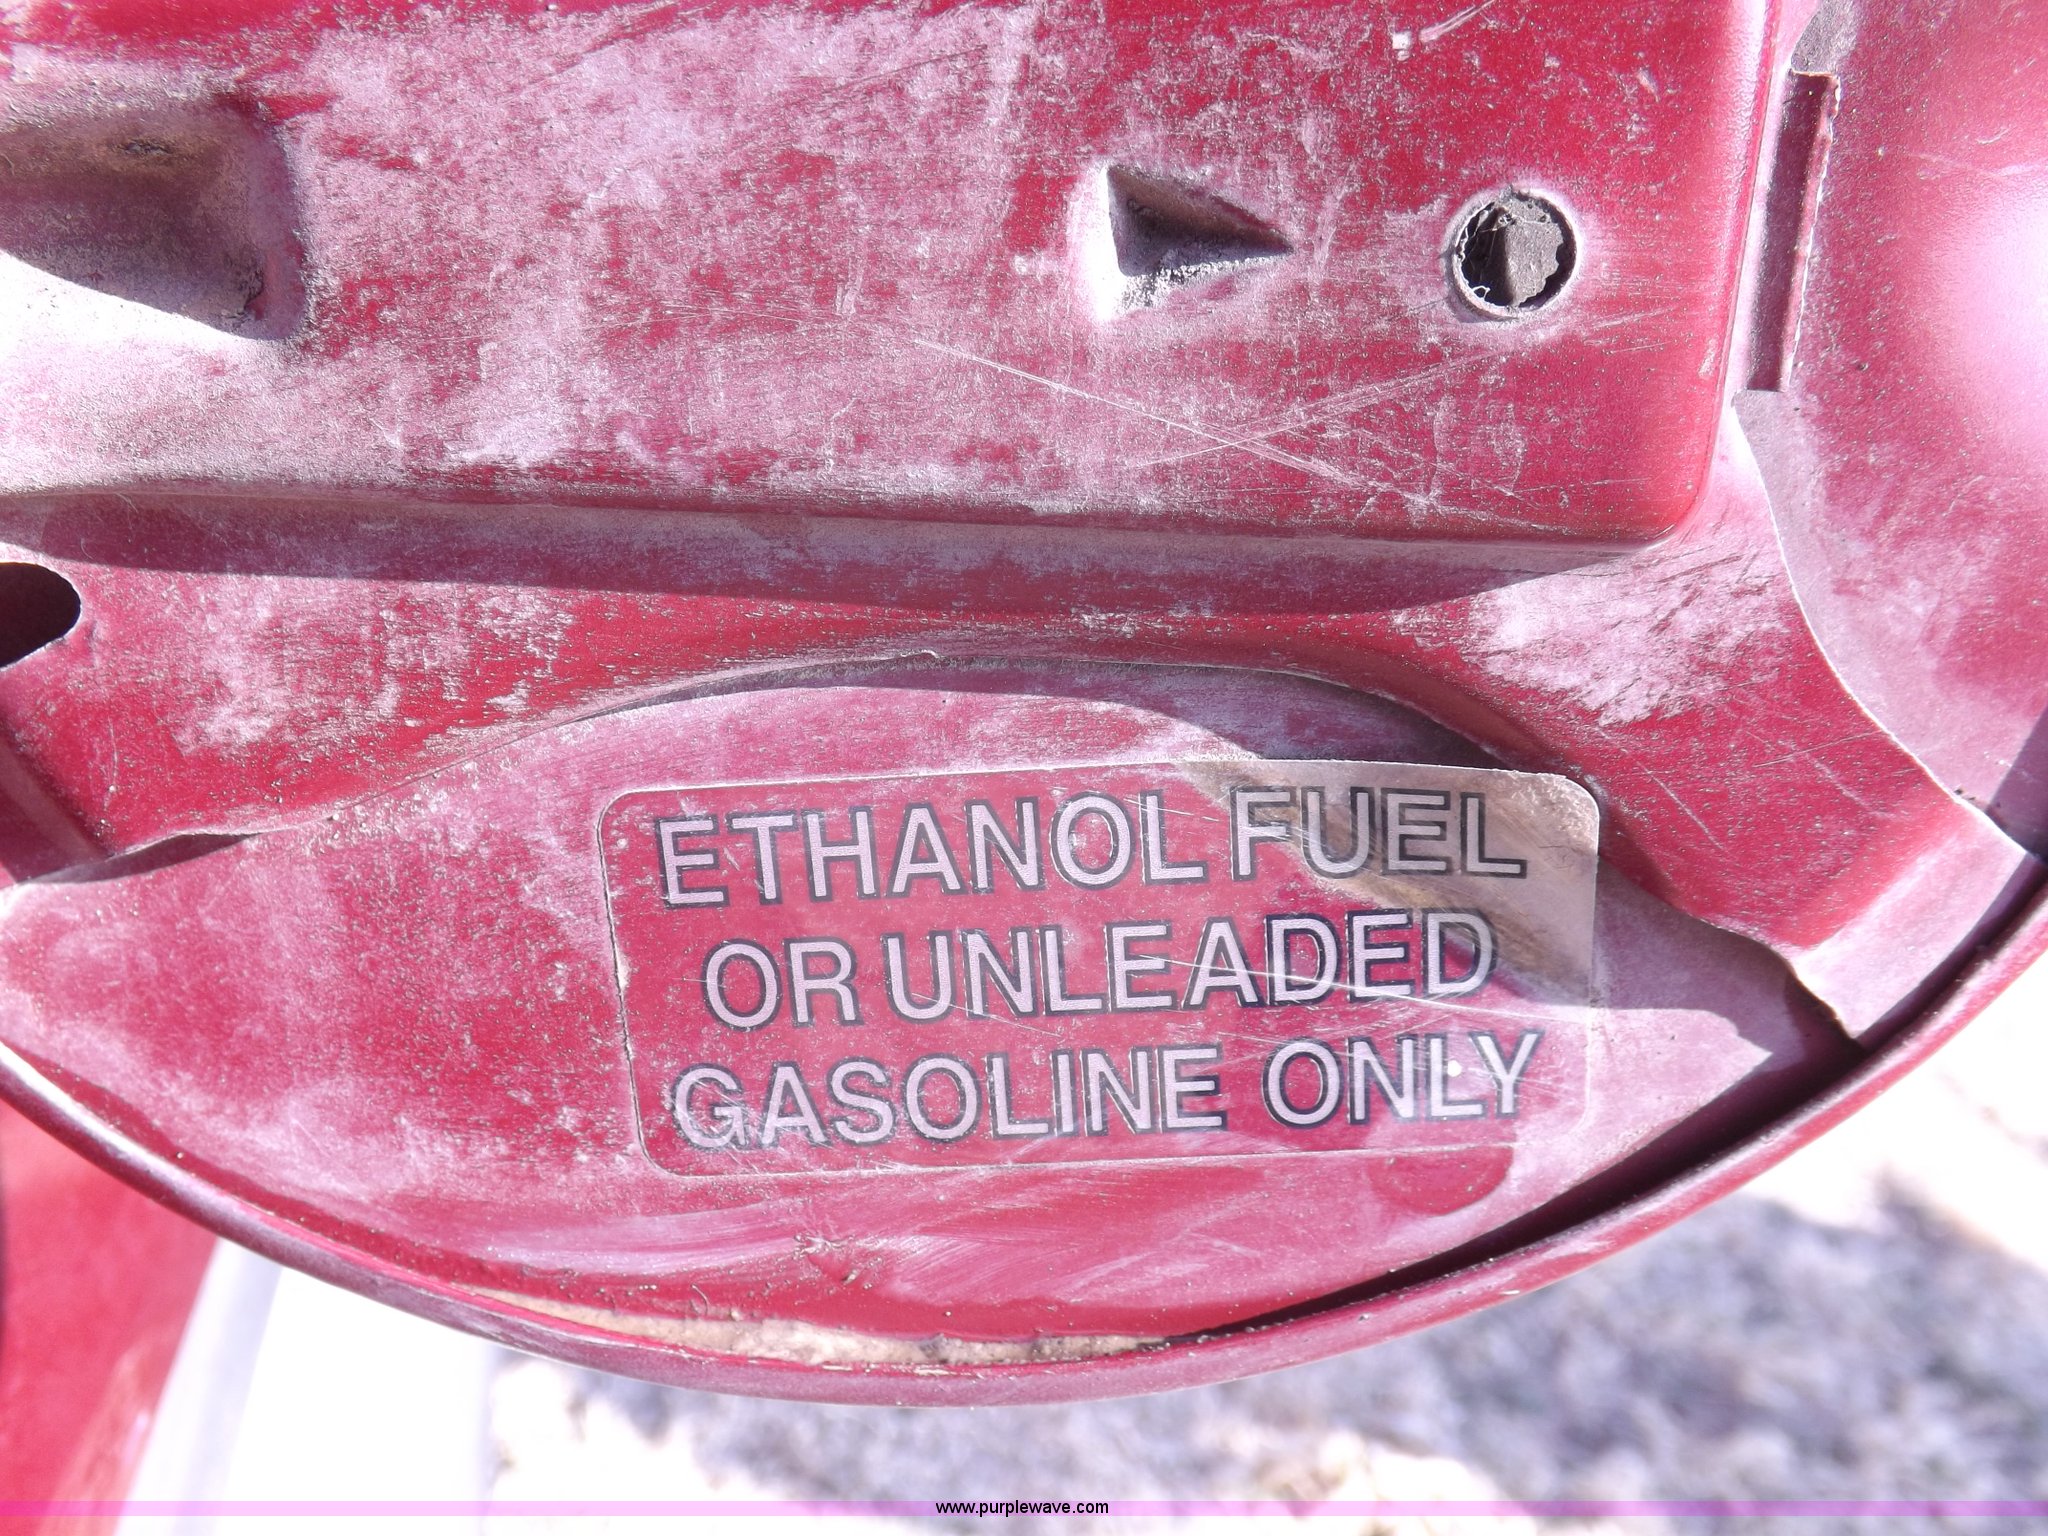 ETHANOL FUEL
OR UNLEADED
GASOLINE ONLY
www.purplewave.com